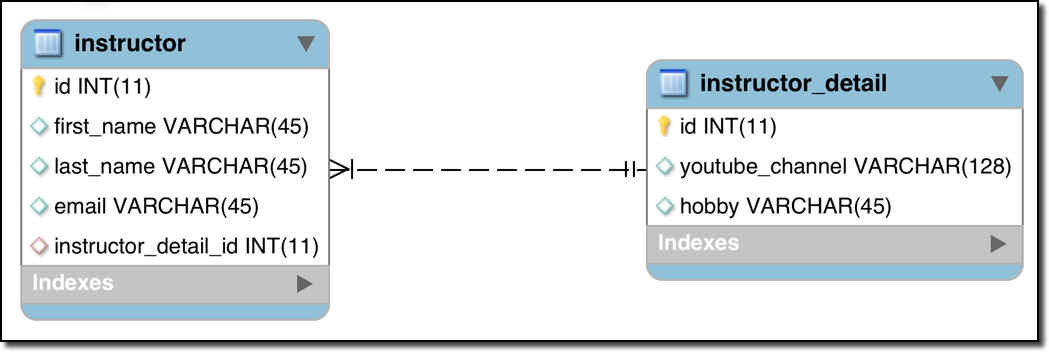 instructor
id INT(11)
first_name VARCHAR(45)
last_name VARCHAR(45)
email VARCHAR(45)
instructor_detail_id INT(11)
Indexes
instructor_detail
id INT(11)
youtube_channel VARCHAR(128)
hobby VARCHAR(45)
Indexes